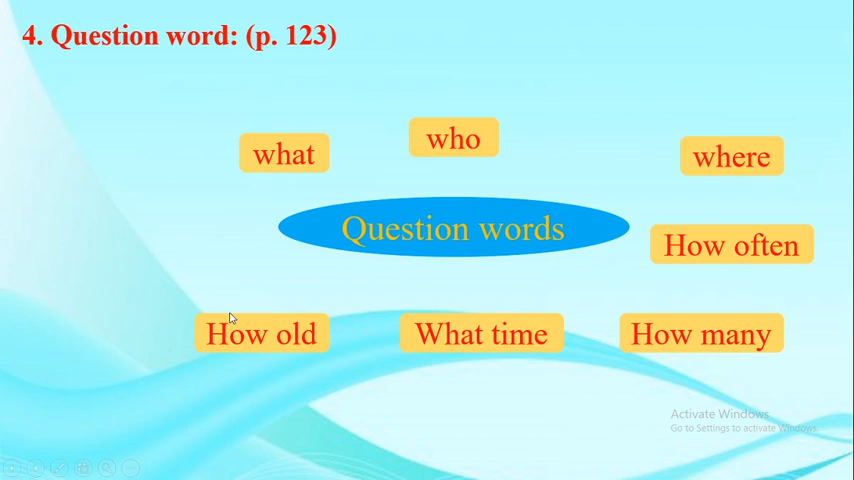 4. Question word: (p. 123)
who
what
where
Question words
How often
How old
What time
How many
Activate Windows
Go to Settings to activate Windows.